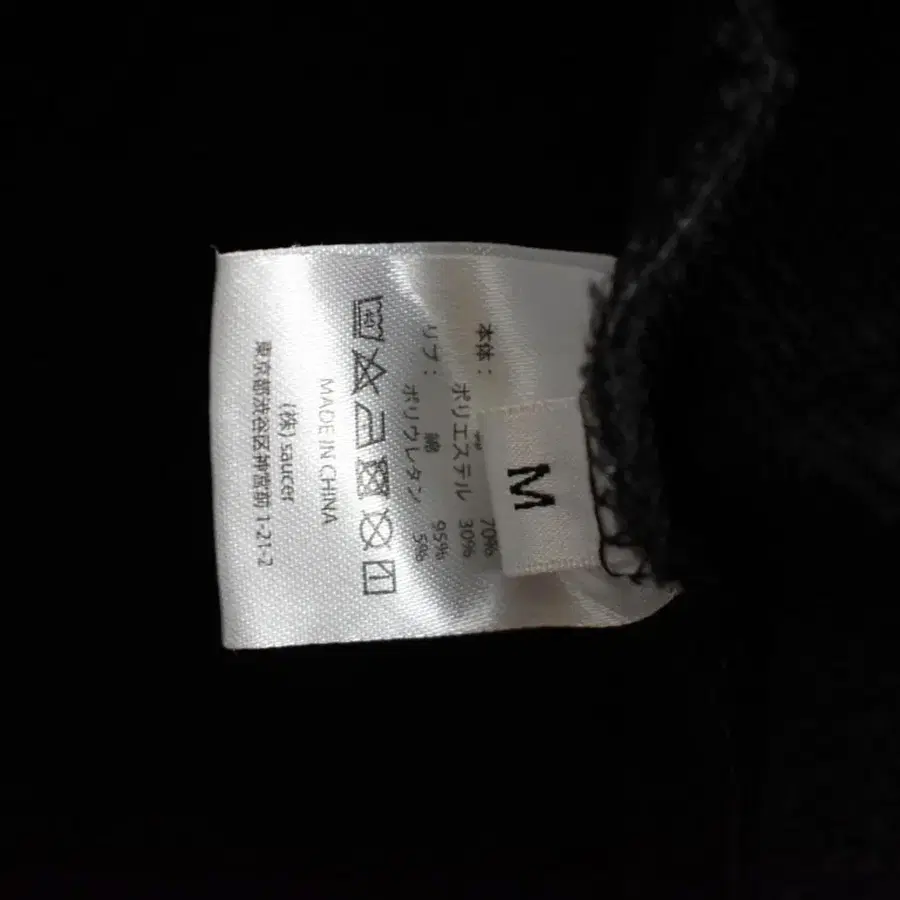 M
本体: 70%
ポリエステル 30%
リブ: 綿 95%
ポリウレタン 5%
MADE IN CHINA
(株) saucer
東京都渋谷区神宮前 1-21-2